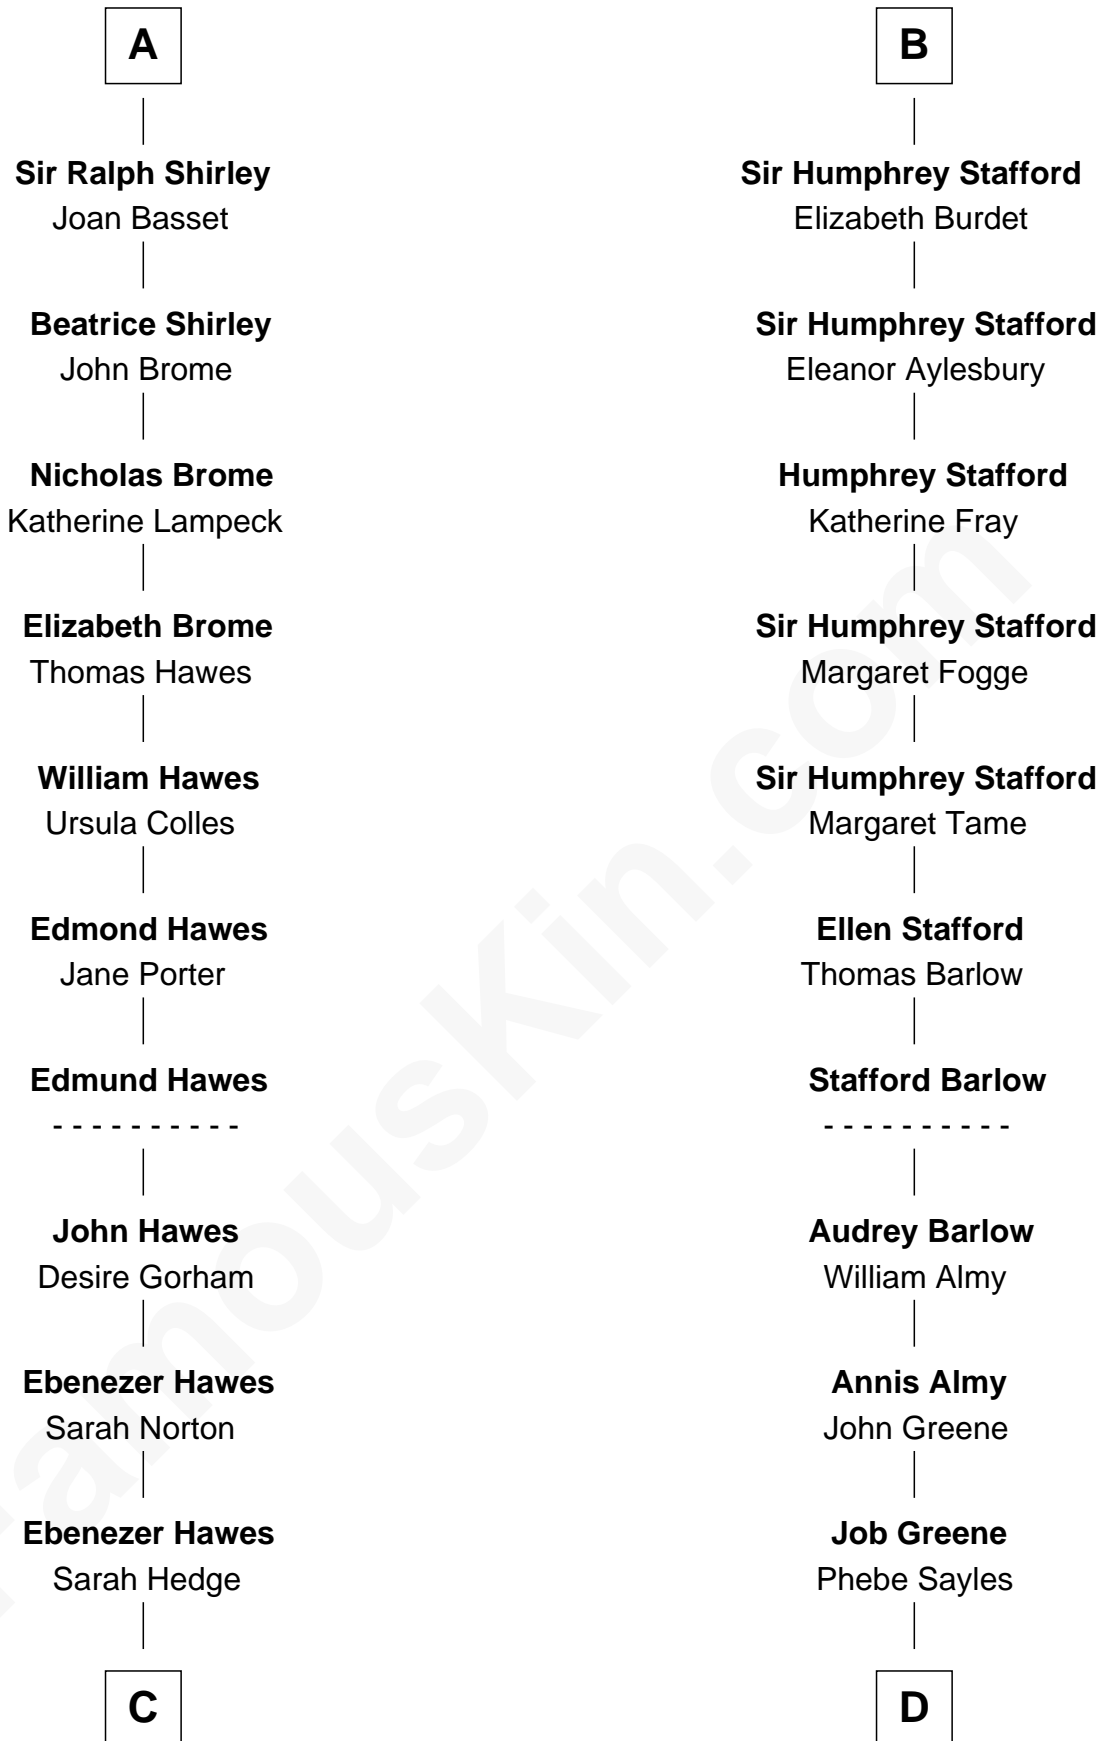 A
Sir Ralph Shirley
Joan Basset
Beatrice Shirley
John Brome
Nicholas Brome
Katherine Lampeck
Elizabeth Brome
Thomas Hawes
William Hawes
Ursula Colles
Edmond Hawes
Jane Porter
Edmund Hawes
- - - - - - - - - -
John Hawes
Desire Gorham
Ebenezer Hawes
Sarah Norton
Ebenezer Hawes
Sarah Hedge
C
B
Sir Humphrey Stafford
Elizabeth Burdet
Sir Humphrey Stafford
Eleanor Aylesbury
Humphrey Stafford
Katherine Fray
Sir Humphrey Stafford
Margaret Fogge
Sir Humphrey Stafford
Margaret Tame
Ellen Stafford
Thomas Barlow
Stafford Barlow
- - - - - - - - - -
Audrey Barlow
William Almy
Annis Almy
John Greene
Job Greene
Phebe Sayles
D
FamousKin.com